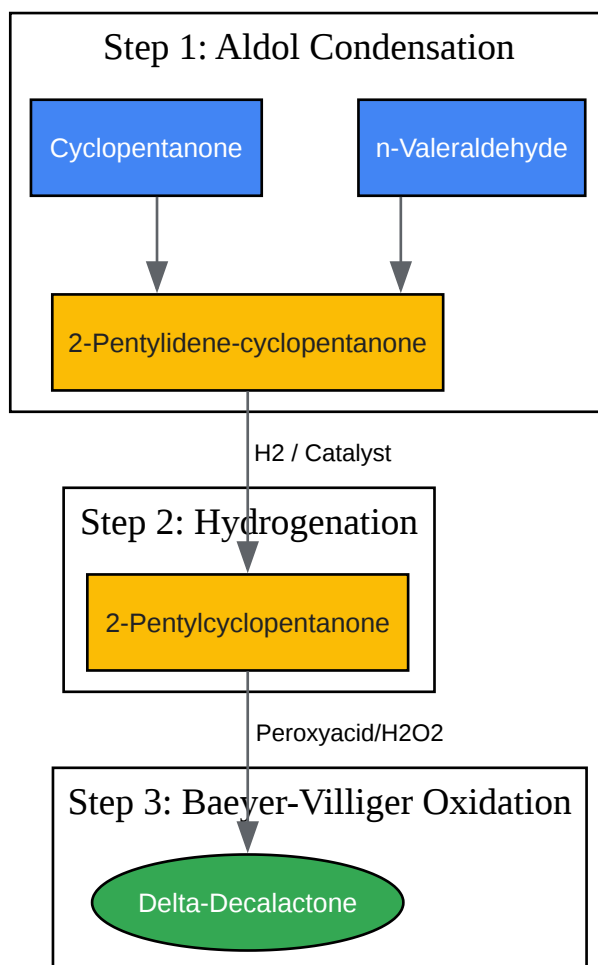 Step 1: Aldol Condensation
Cyclopentanone
n-Valeraldehyde
2-Pentylidene-cyclopentanone
H2 / Catalyst
Step 2: Hydrogenation
2-Pentylcyclopentanone
Peroxyacid/H2O2
Step 3: Baeyer-Villiger Oxidation
Delta-Decalactone